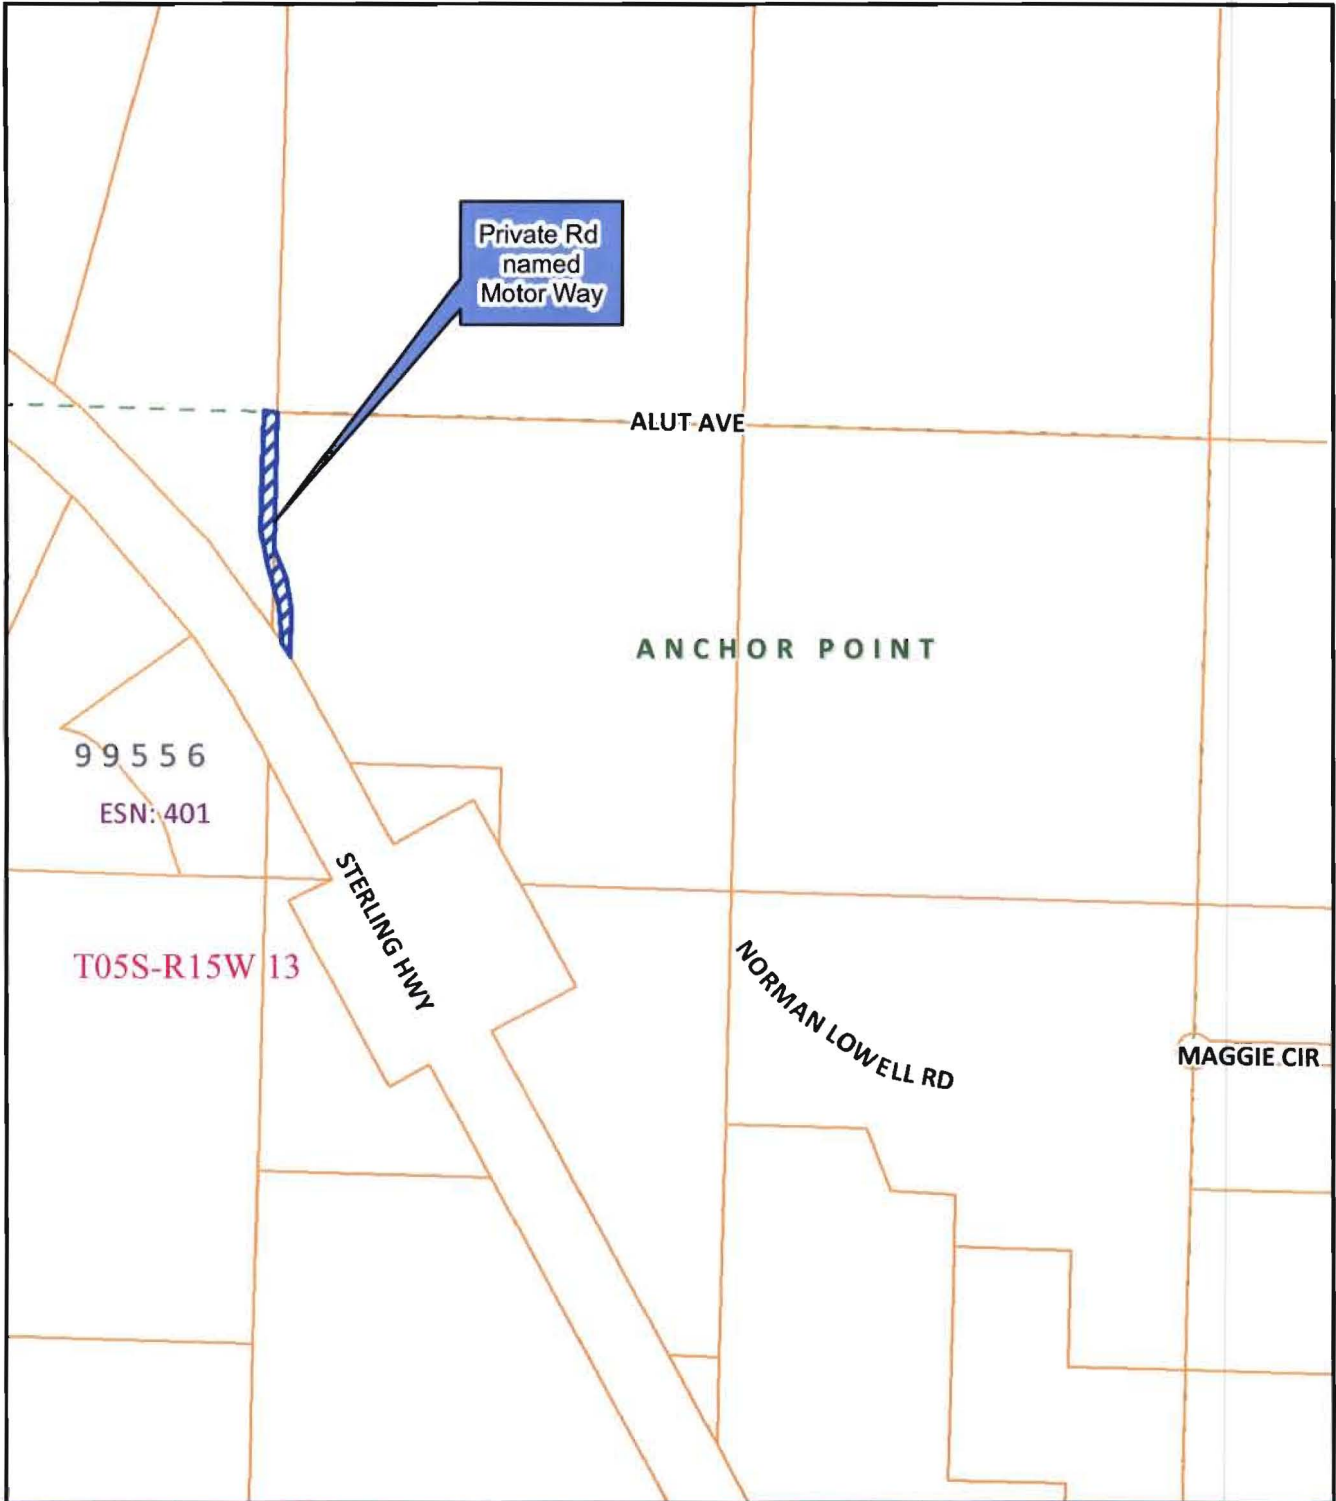 Private Rd
named
Motor Way
ALUT AVE
ANCHOR POINT
99556
ESN: 401
STERLING HWY
T05S-R15W 13
NORMAN LOWELL RD
MAGGIE CIR